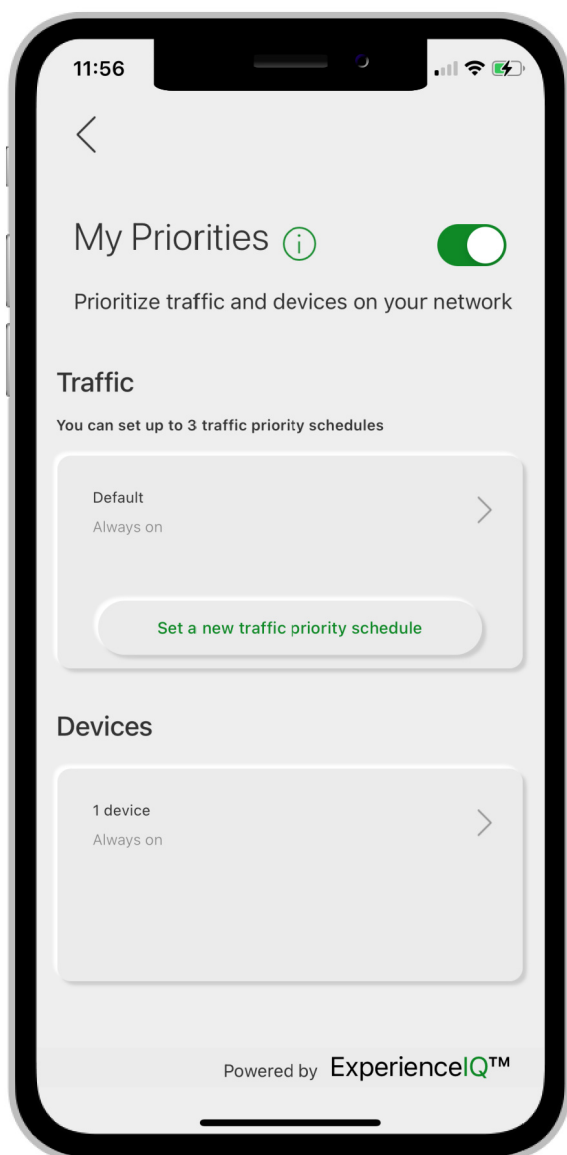 11:56
My Priorities
Prioritize traffic and devices on your network
Traffic
You can set up to 3 traffic priority schedules
Default
Always on
Set a new traffic priority schedule
Devices
1 device
Always on
Powered by ExperienceIQ™